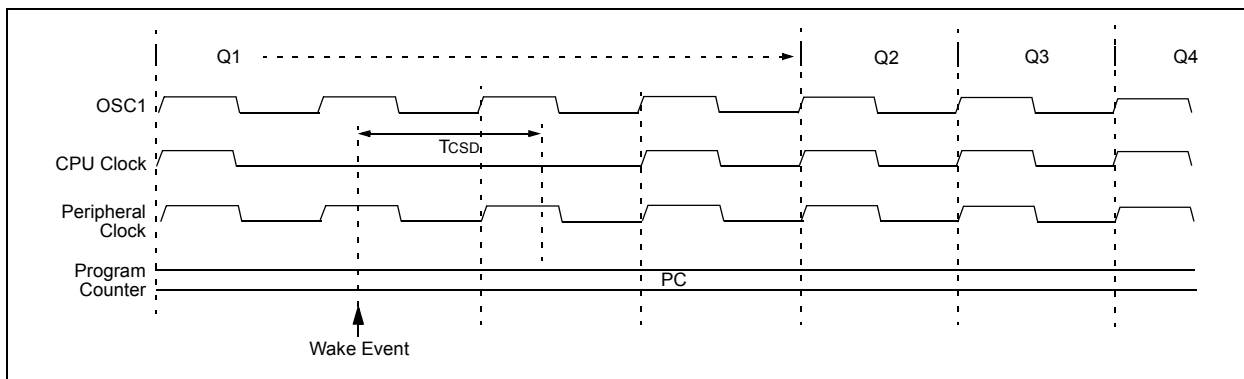 Q1
Q2
Q3
Q4
OSC1
TCSD
CPU Clock
Peripheral
Clock
Program
Counter
PC
Wake Event